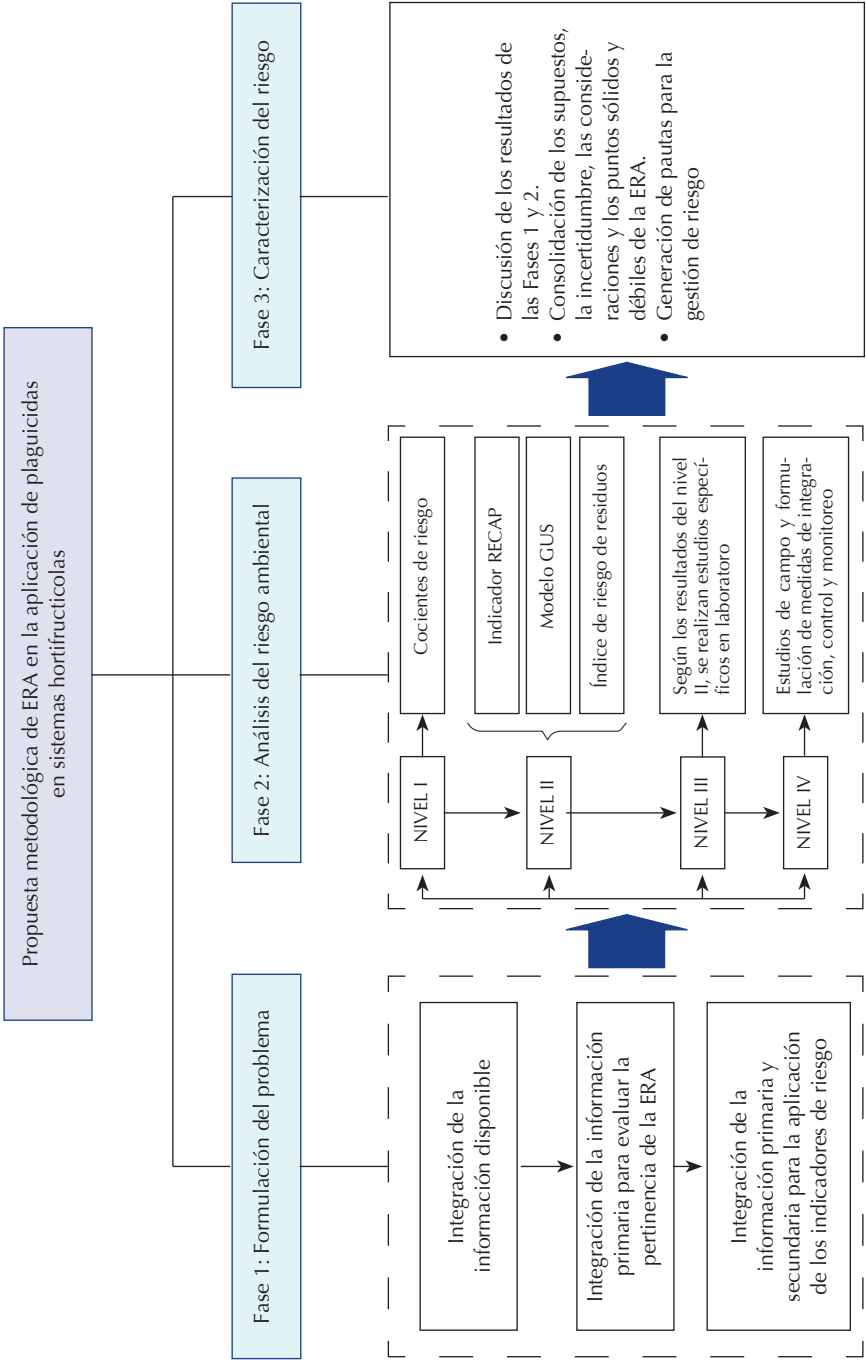 Propuesta metodológica de ERA en la aplicación de plaguicidas
en sistemas hortifructicolas
Fase 1: Formulación del problema
Integración de la
información disponible
Integración de la información
primaria para evaluar la
pertinencia de la ERA
Integración de la
información primaria y
secundaria para la aplicación
de los indicadores de riesgo
Fase 2: Análisis del riesgo ambiental
NIVEL I
Cocientes de riesgo
NIVEL II
Indicador RECAP
Modelo GUS
Índice de riesgo de residuos
NIVEL III
Según los resultados del nivel
II, se realizan estudios especí-
ficos en laboratoro
NIVEL IV
Estudios de campo y formu-
lación de medidas de integra-
ción, control y monitoreo
Fase 3: Caracterización del riesgo
• Discusión de los resultados de
las Fases 1 y 2.
• Consolidación de los supuestos,
la incertidumbre, las conside-
raciones y los puntos sólidos y
débiles de la ERA.
• Generación de pautas para la
gestión de riesgo